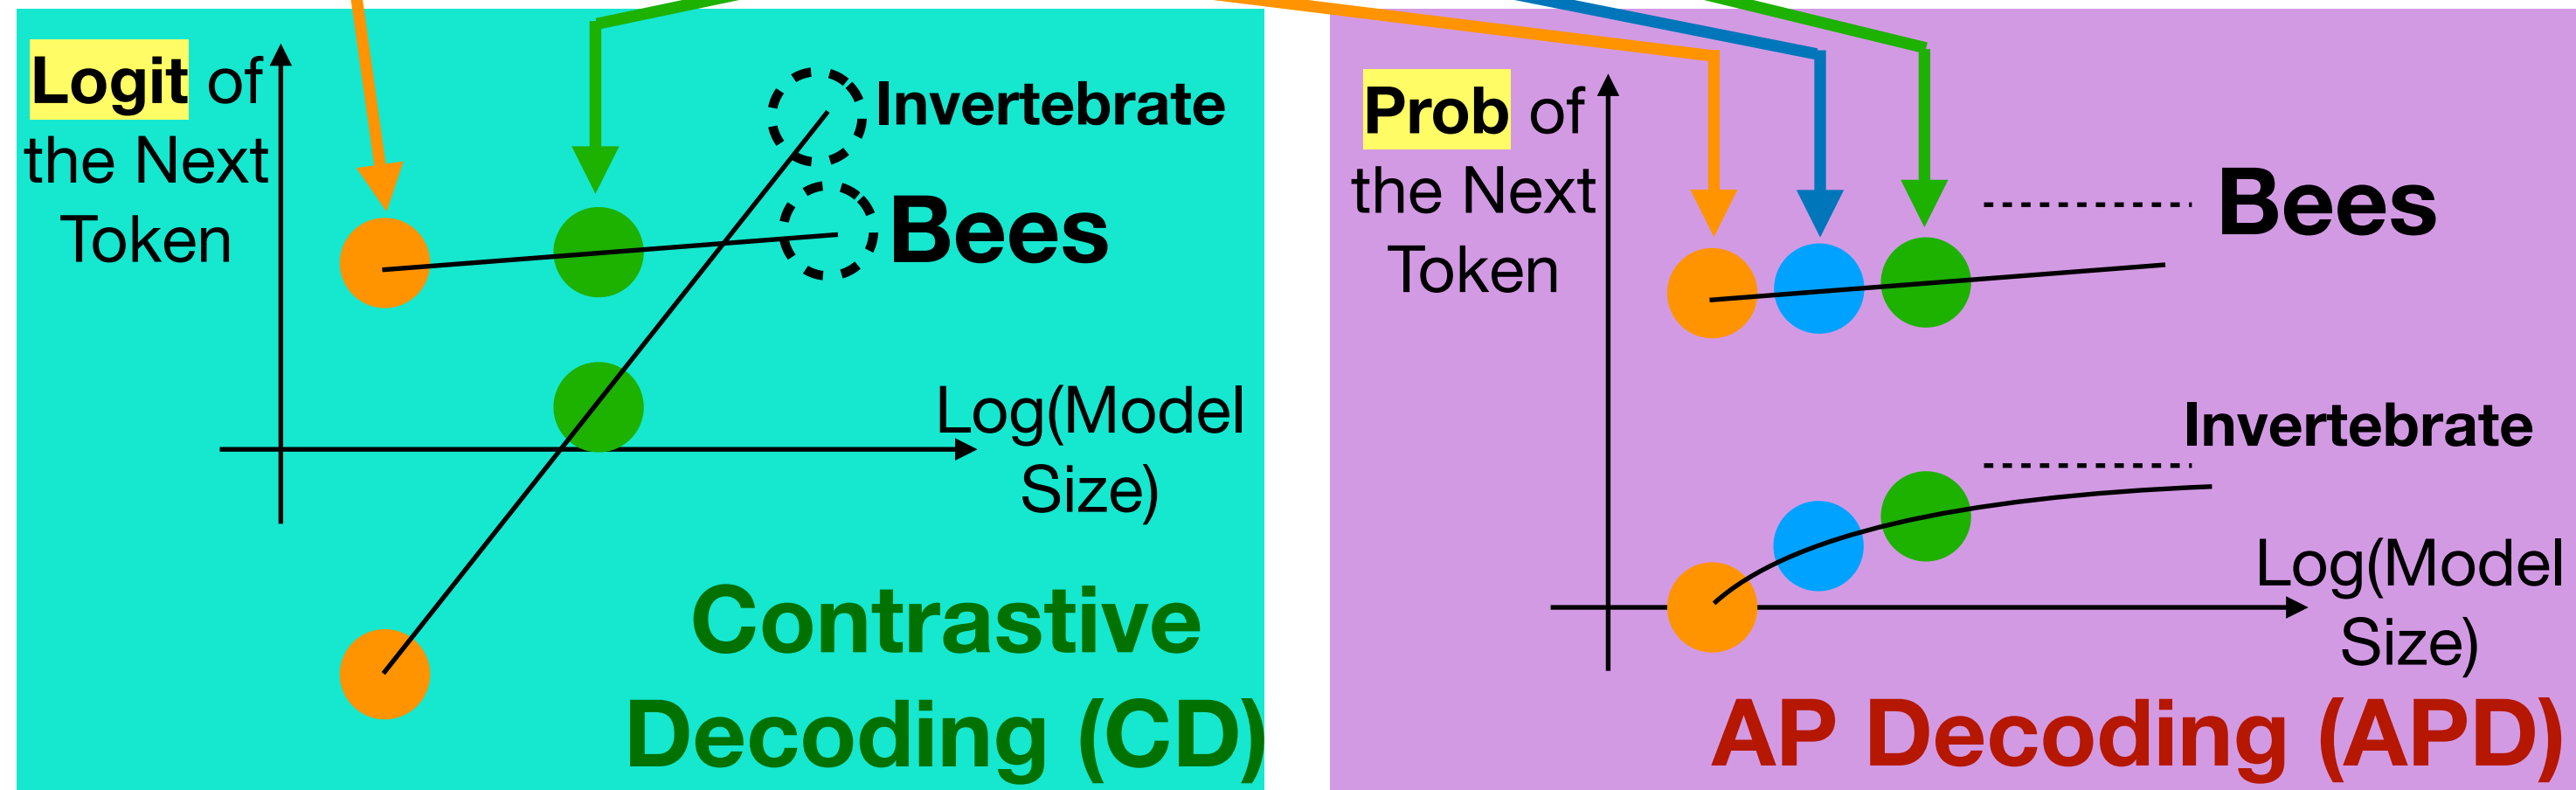 Logit of
the Next
Token
Invertebrate
Bees
Log(Model
Size)
Contrastive
Decoding (CD)
Prob of
the Next
Token
Bees
Invertebrate
Log(Model
Size)
AP Decoding (APD)